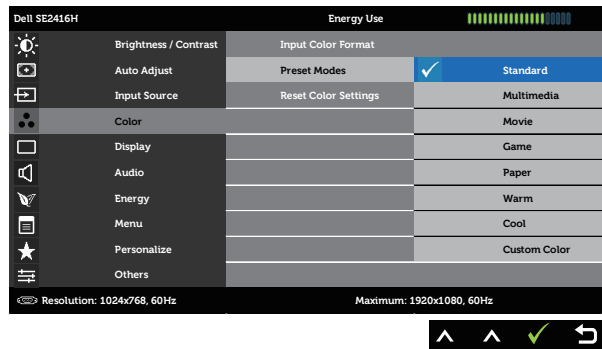 Dell SE2416H Energy Use
Brightness / Contrast Input Color Format
Auto Adjust Preset Modes Standard
Input Source Reset Color Settings Multimedia
Color Movie
Display Game
Audio Paper
Energy Warm
Menu Cool
Personalize Custom Color
Others
Resolution: 1024x768, 60Hz Maximum: 1920x1080, 60Hz